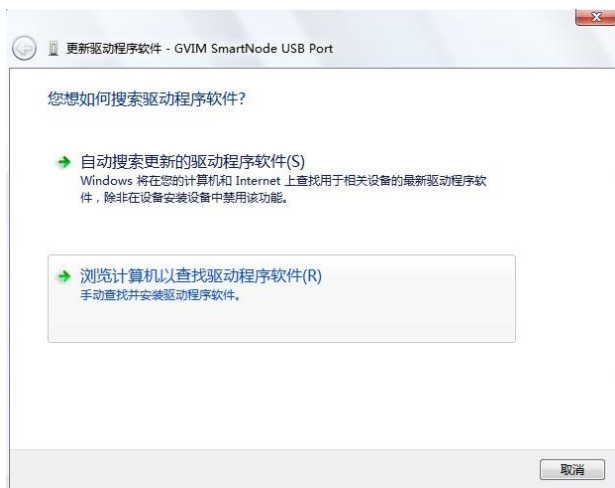 更新驱动程序软件 - GVIM SmartNode USB Port
您想如何搜索驱动程序软件?
自动搜索更新的驱动程序软件(S)
Windows 将在您的计算机和 Internet 上查找用于相关设备的最新驱动程序软
件，除非在设备安装设备中禁用该功能。
浏览计算机以查找驱动程序软件(R)
手动查找并安装驱动程序软件。
取消